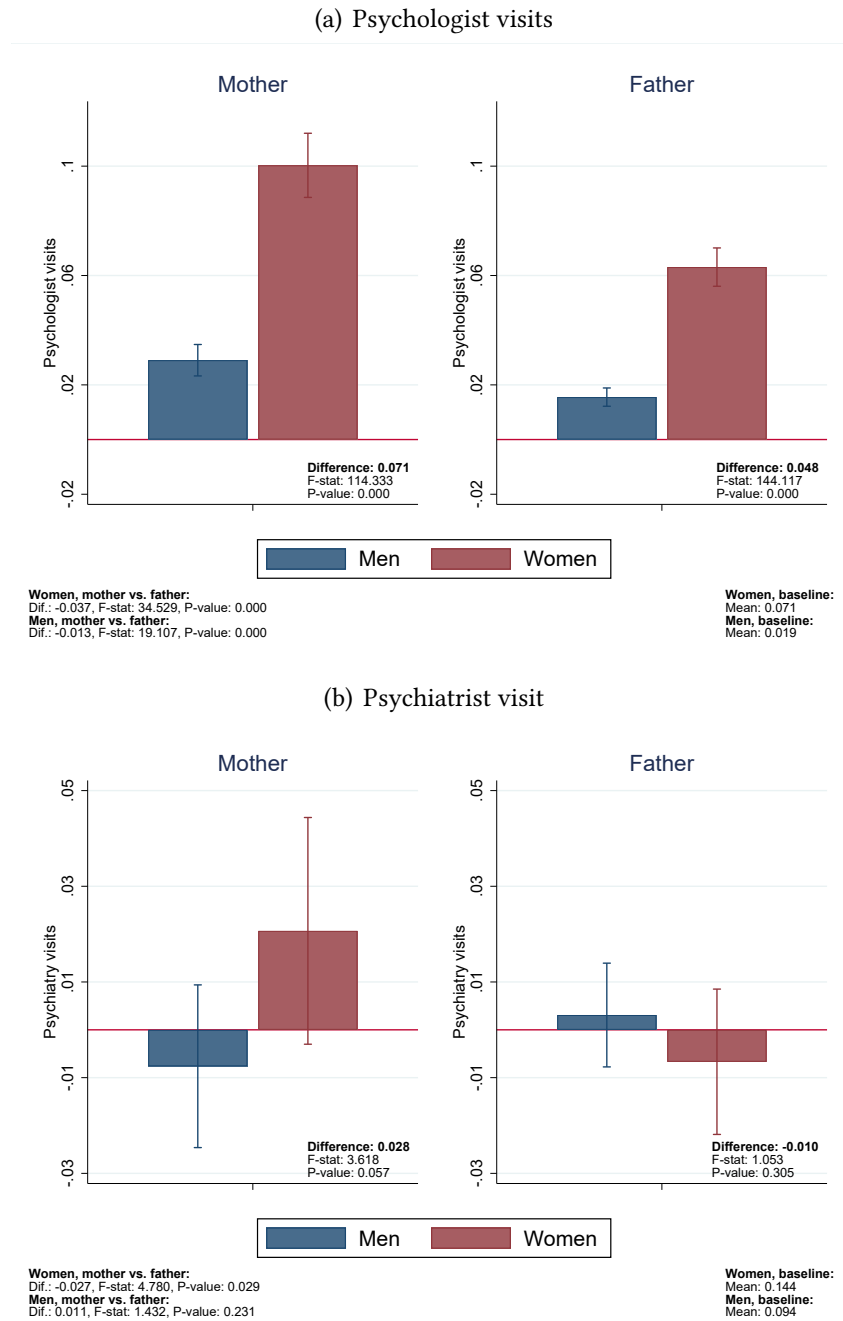 (a) Psychologist visits
Mother
Father
Psychologist visits
.1
.06
.02
-.02
Difference: 0.071
F-stat: 114.333
P-value: 0.000
Psychologist visits
.1
.06
.02
-.02
Difference: 0.048
F-stat: 144.117
P-value: 0.000
Men
Women
Women, mother vs. father:
Dif.: -0.037, F-stat: 34.529, P-value: 0.000
Men, mother vs. father:
Dif.: -0.013, F-stat: 19.107, P-value: 0.000
Women, baseline:
Mean: 0.071
Men, baseline:
Mean: 0.019
(b) Psychiatrist visit
Mother
Father
Psychiatry visits
.05
.03
.01
-.01
-.03
Difference: 0.028
F-stat: 3.618
P-value: 0.057
Psychiatry visits
.05
.03
.01
-.01
-.03
Difference: -0.010
F-stat: 1.053
P-value: 0.305
Men
Women
Women, mother vs. father:
Dif.: -0.027, F-stat: 4.780, P-value: 0.029
Men, mother vs. father:
Dif.: 0.011, F-stat: 1.432, P-value: 0.231
Women, baseline:
Mean: 0.144
Men, baseline:
Mean: 0.094